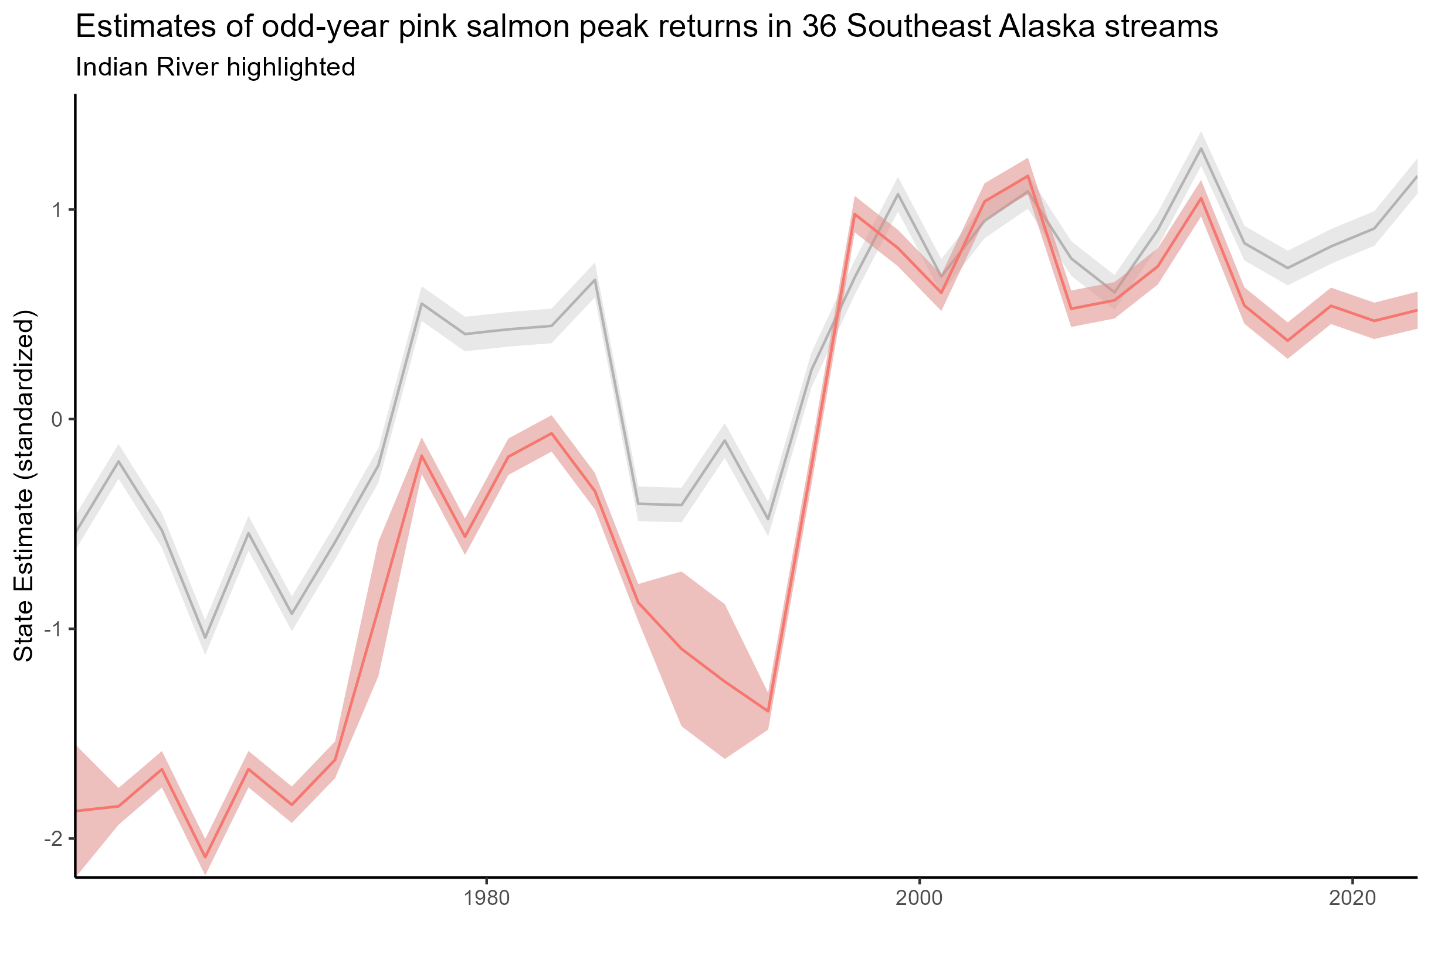 Estimates of odd-year pink salmon peak returns in 36 Southeast Alaska streams
Indian River highlighted
State Estimate (standardized)
1
0
-1
-2
1980
2000
2020